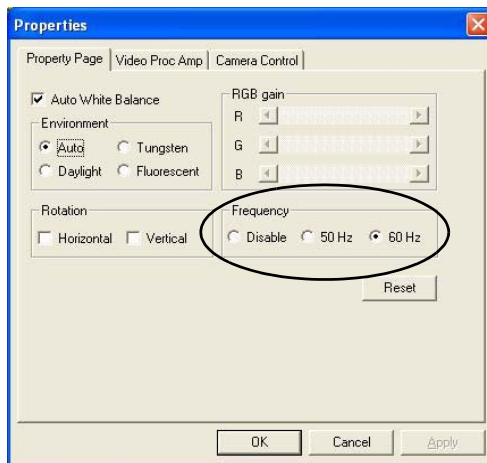 Properties
Property Page Video Proc Amp Camera Control
Auto White Balance
Environment
Auto Tungsten
Daylight Fluorescent
RGB gain
R
G
B
Rotation
Horizontal Vertical
Frequency
Disable 50 Hz 60 Hz
Reset
OK Cancel Apply